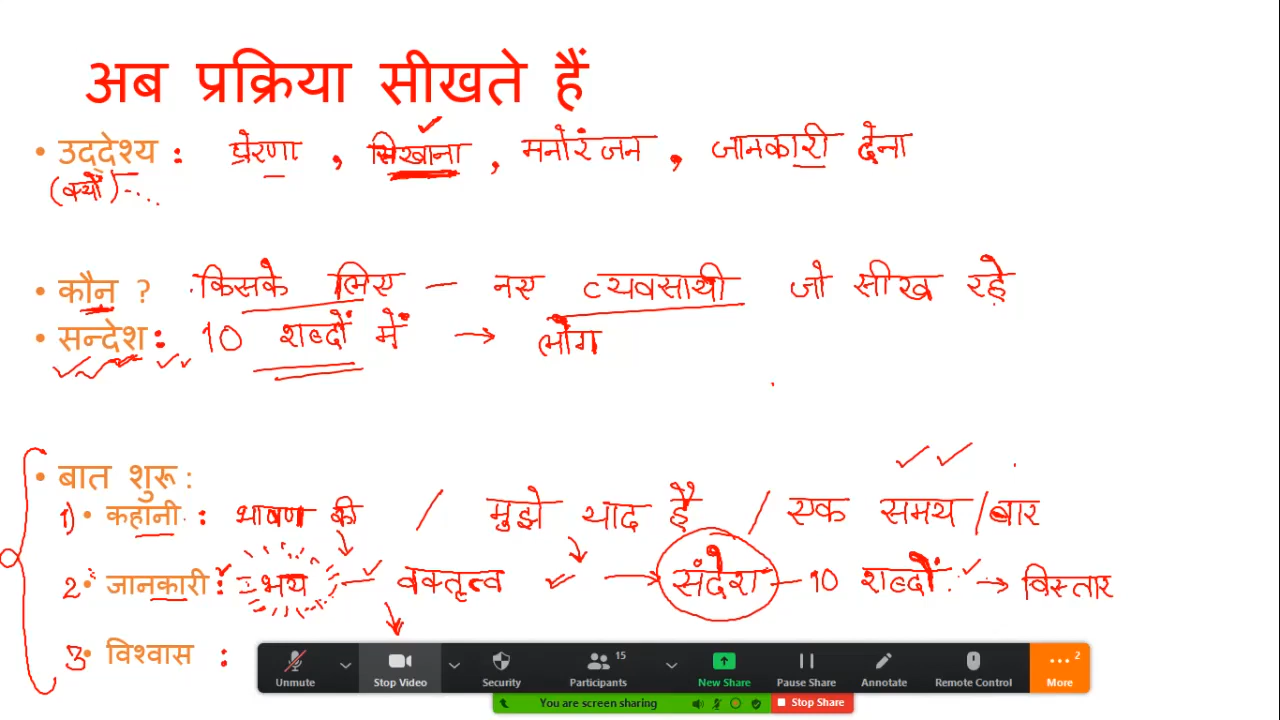 अब प्रक्रिया सीखते हैं
• उद्देश्य : प्रेरणा , सिखाना , मनोरंजन , जानकारी देना
(क्यों) -...
• कौन ? किसके लिए - नए व्यवसायी जो सीख रहे
• सन्देश : 10 शब्दों में →
• बात शुरू :
1) • कहानी : भाषण की / मुझे याद है / एक समय / बार
2 • जानकारी : भय - वक्तृत्व → संदेश - 10 शब्दों → विस्तार
3 • विश्वास :
15
2
Unmute Stop Video Security Participants New Share Pause Share Annotate Remote Control More
You are screen sharing Stop Share